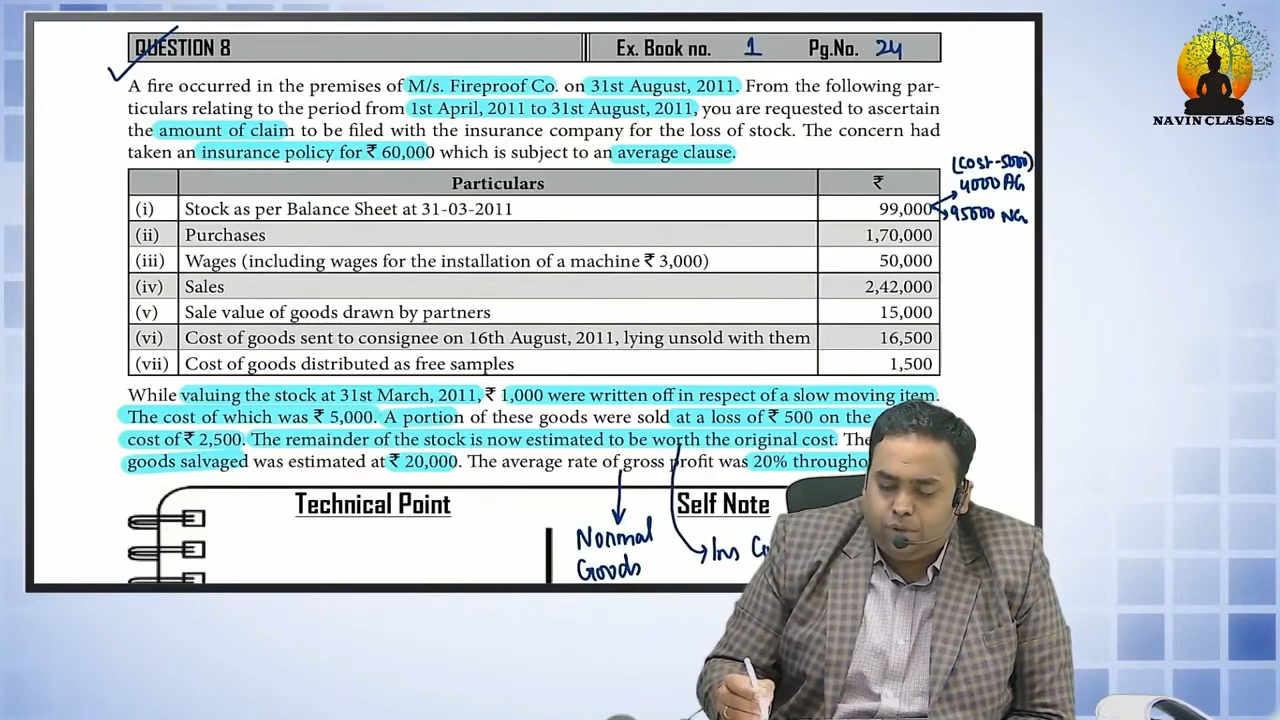 QUESTION 8
Ex. Book no. 1 Pg.No. 24
NAVIN CLASSES
A fire occurred in the premises of M/s. Fireproof Co. on 31st August, 2011. From the following par-
ticulars relating to the period from 1st April, 2011 to 31st August, 2011, you are requested to ascertain
the amount of claim to be filed with the insurance company for the loss of stock. The concern had
taken an insurance policy for ₹ 60,000 which is subject to an average clause.
(Cost-5000)
4000 AG
95000 NG
Particulars ₹
(i) Stock as per Balance Sheet at 31-03-2011 99,000
(ii) Purchases 1,70,000
(iii) Wages (including wages for the installation of a machine ₹ 3,000) 50,000
(iv) Sales 2,42,000
(v) Sale value of goods drawn by partners 15,000
(vi) Cost of goods sent to consignee on 16th August, 2011, lying unsold with them 16,500
(vii) Cost of goods distributed as free samples 1,500
While valuing the stock at 31st March, 2011, ₹ 1,000 were written off in respect of a slow moving item.
The cost of which was ₹ 5,000. A portion of these goods were sold at a loss of ₹ 500 on the
cost of ₹ 2,500. The remainder of the stock is now estimated to be worth the original cost.
goods salvaged was estimated at ₹ 20,000. The average rate of gross profit was 20%
Technical Point
Self Note
Normal
Goods
Ins